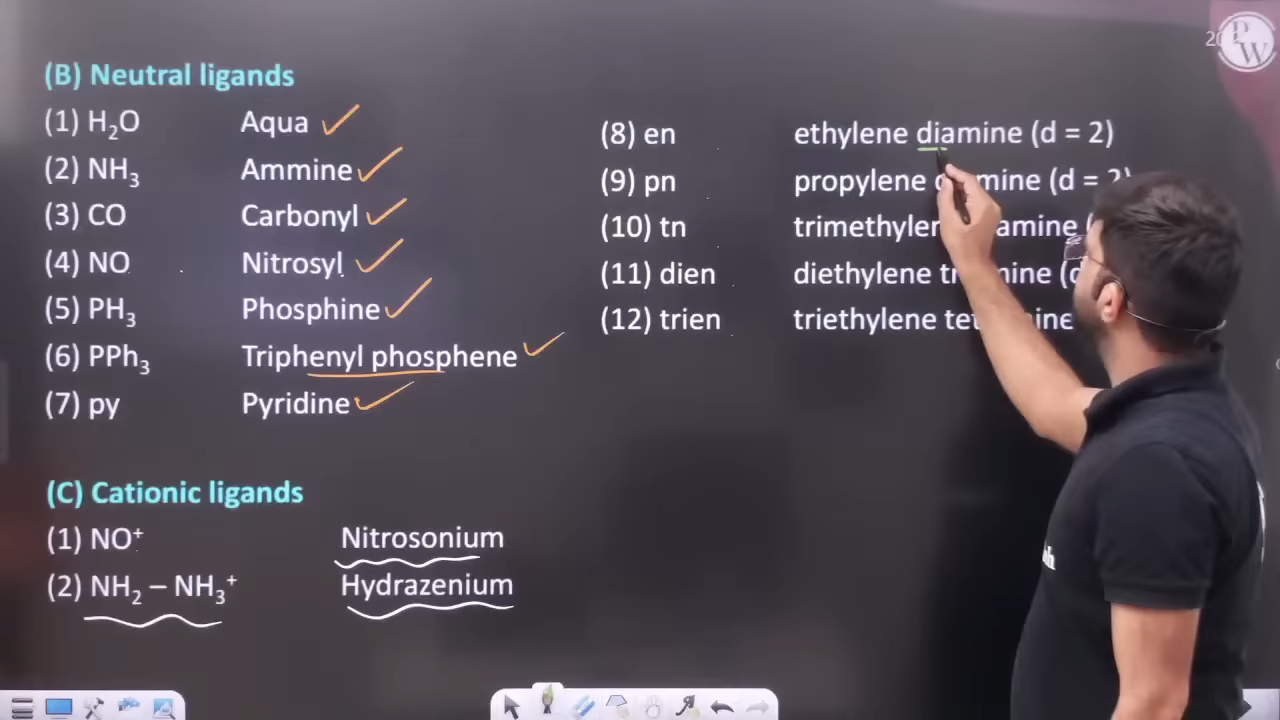 (B) Neutral ligands
(1) H₂O Aqua
(2) NH₃ Ammine
(3) CO Carbonyl
(4) NO Nitrosyl
(5) PH₃ Phosphine
(6) PPh₃ Triphenyl phosphene
(7) py Pyridine
(C) Cationic ligands
(1) NO⁺ Nitrosonium
(2) NH₂ – NH₃⁺ Hydrazenium
(8) en ethylene diamine (d = 2)
(9) pn propylene (d = 2)
(10) tn
(11) dien diethylene
(12) trien triethylene
PW